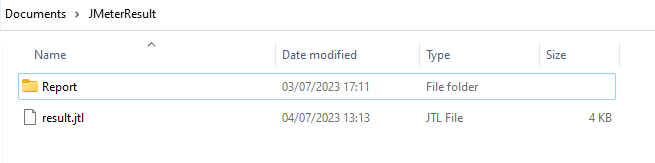 Documents > JMeterResult
Name Date modified Type Size
Report 03/07/2023 17:11 File folder
result.jtl 04/07/2023 13:13 JTL File 4 KB